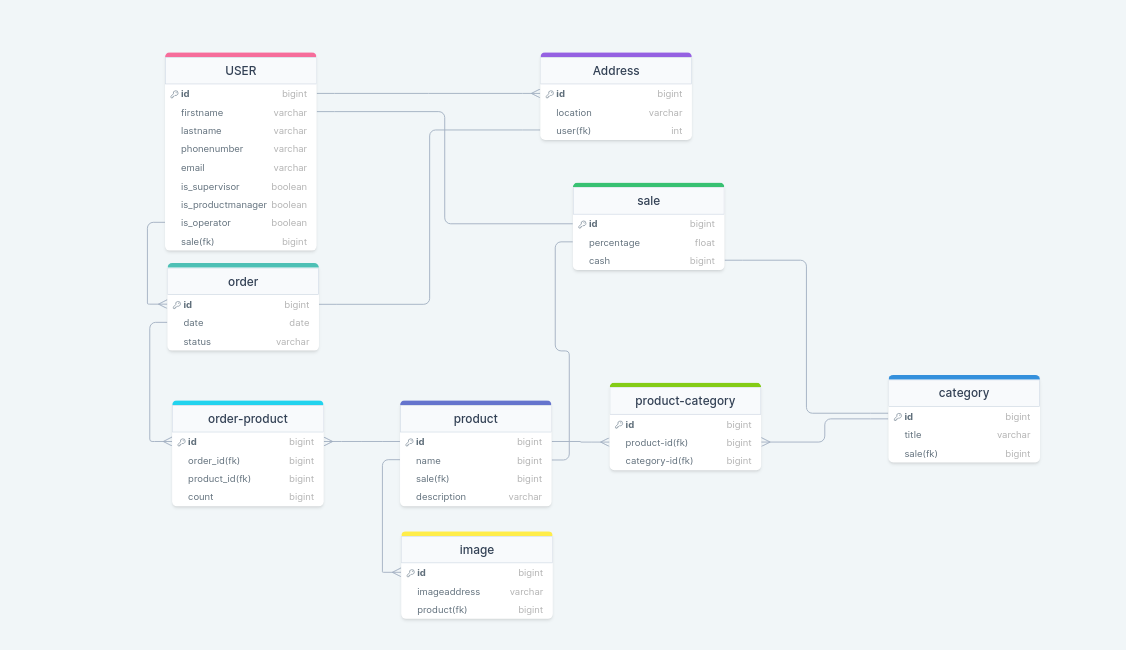 USER
id bigint
firstname varchar
lastname varchar
phonenumber varchar
email varchar
is_supervisor boolean
is_productmanager boolean
is_operator boolean
sale(fk) bigint
Address
id bigint
location varchar
user(fk) int
sale
id bigint
percentage float
cash bigint
order
id bigint
date date
status varchar
order-product
id bigint
order_id(fk) bigint
product_id(fk) bigint
count bigint
product
id bigint
name bigint
sale(fk) bigint
description varchar
product-category
id bigint
product-id(fk) bigint
category-id(fk) bigint
category
id bigint
title varchar
sale(fk) bigint
image
id bigint
imageaddress varchar
product(fk) bigint